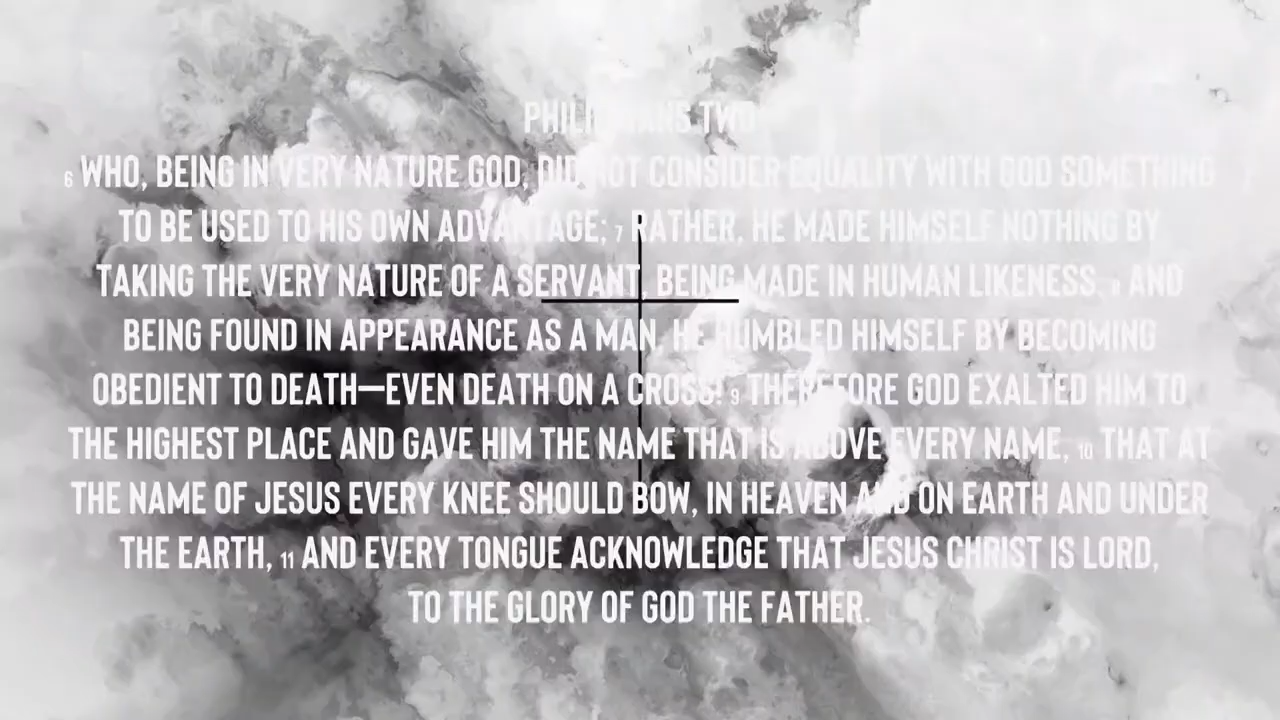 PHILIPPIANS TWO
6 WHO, BEING IN VERY NATURE GOD, DID NOT CONSIDER EQUALITY WITH GOD SOMETHING
TO BE USED TO HIS OWN ADVANTAGE; 7 RATHER, HE MADE HIMSELF NOTHING BY
TAKING THE VERY NATURE OF A SERVANT, BEING MADE IN HUMAN LIKENESS. 8 AND
BEING FOUND IN APPEARANCE AS A MAN, HE HUMBLED HIMSELF BY BECOMING
OBEDIENT TO DEATH—EVEN DEATH ON A CROSS! 9 THEREFORE GOD EXALTED HIM TO
THE HIGHEST PLACE AND GAVE HIM THE NAME THAT IS ABOVE EVERY NAME, 10 THAT AT
THE NAME OF JESUS EVERY KNEE SHOULD BOW, IN HEAVEN AND ON EARTH AND UNDER
THE EARTH, 11 AND EVERY TONGUE ACKNOWLEDGE THAT JESUS CHRIST IS LORD,
TO THE GLORY OF GOD THE FATHER.